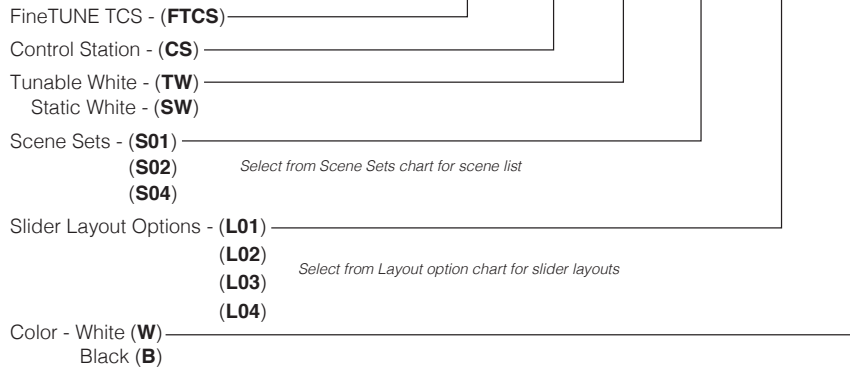 FineTUNE TCS - (FTCS)
Control Station - (CS)
Tunable White - (TW)
Static White - (SW)
Scene Sets - (S01)
(S02) Select from Scene Sets chart for scene list
(S04)
Slider Layout Options - (L01)
(L02)
Select from Layout option chart for slider layouts
(L03)
(L04)
Color - White (W)
Black (B)